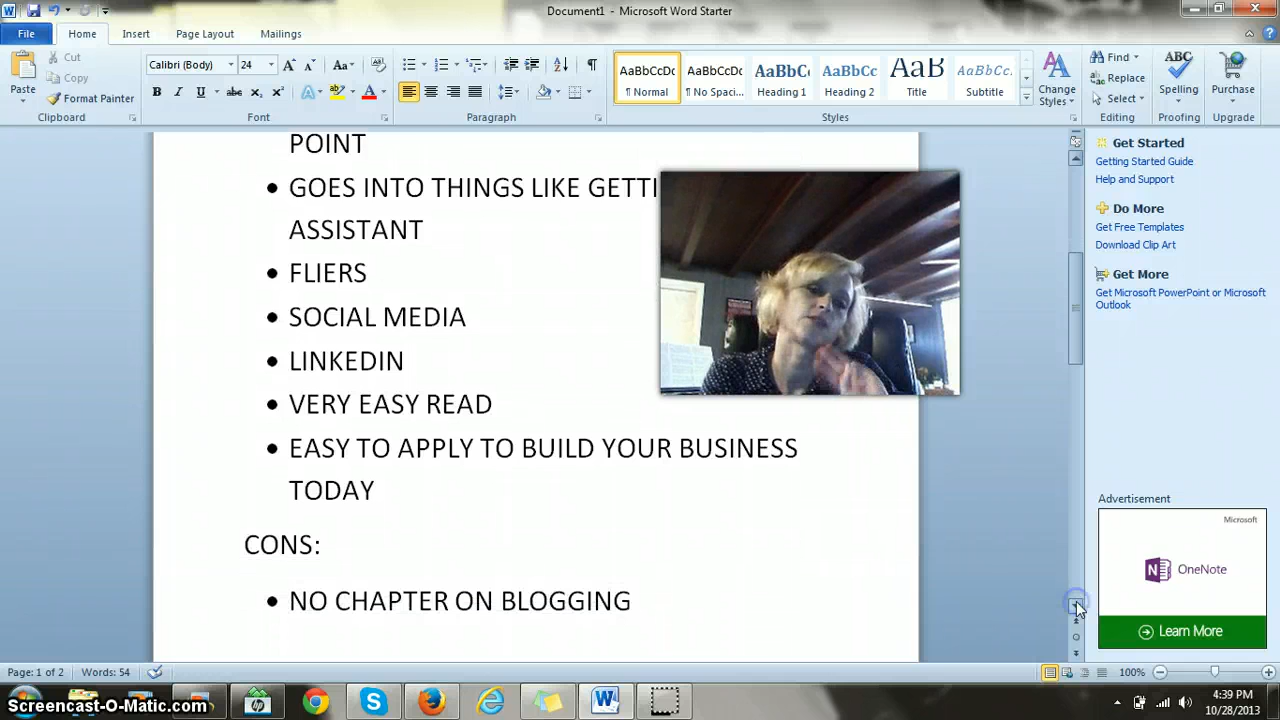 Document1 - Microsoft Word Starter
File Home Insert Page Layout Mailings
Paste
Cut
Copy
Format Painter
Clipboard
Calibri (Body) 24
Font
Paragraph
AaBbCcDc AaBbCcDc AaBbCc AaBbCc AaB AaBbCcDc
¶ Normal ¶ No Spaci... Heading 1 Heading 2 Title Subtitle
Styles
Change Styles
Find
Replace
Select
Editing
ABC
Spelling
Proofing
Purchase
Upgrade
POINT
• GOES INTO THINGS LIKE GETTI
ASSISTANT
• FLIERS
• SOCIAL MEDIA
• LINKEDIN
• VERY EASY READ
• EASY TO APPLY TO BUILD YOUR BUSINESS
TODAY
CONS:
• NO CHAPTER ON BLOGGING
Get Started
Getting Started Guide
Help and Support
Do More
Get Free Templates
Download Clip Art
Get More
Get Microsoft PowerPoint or Microsoft
Outlook
Advertisement
Microsoft
OneNote
Learn More
Page: 1 of 2 Words: 54
100%
Screencast-O-Matic.com
4:39 PM
10/28/2013